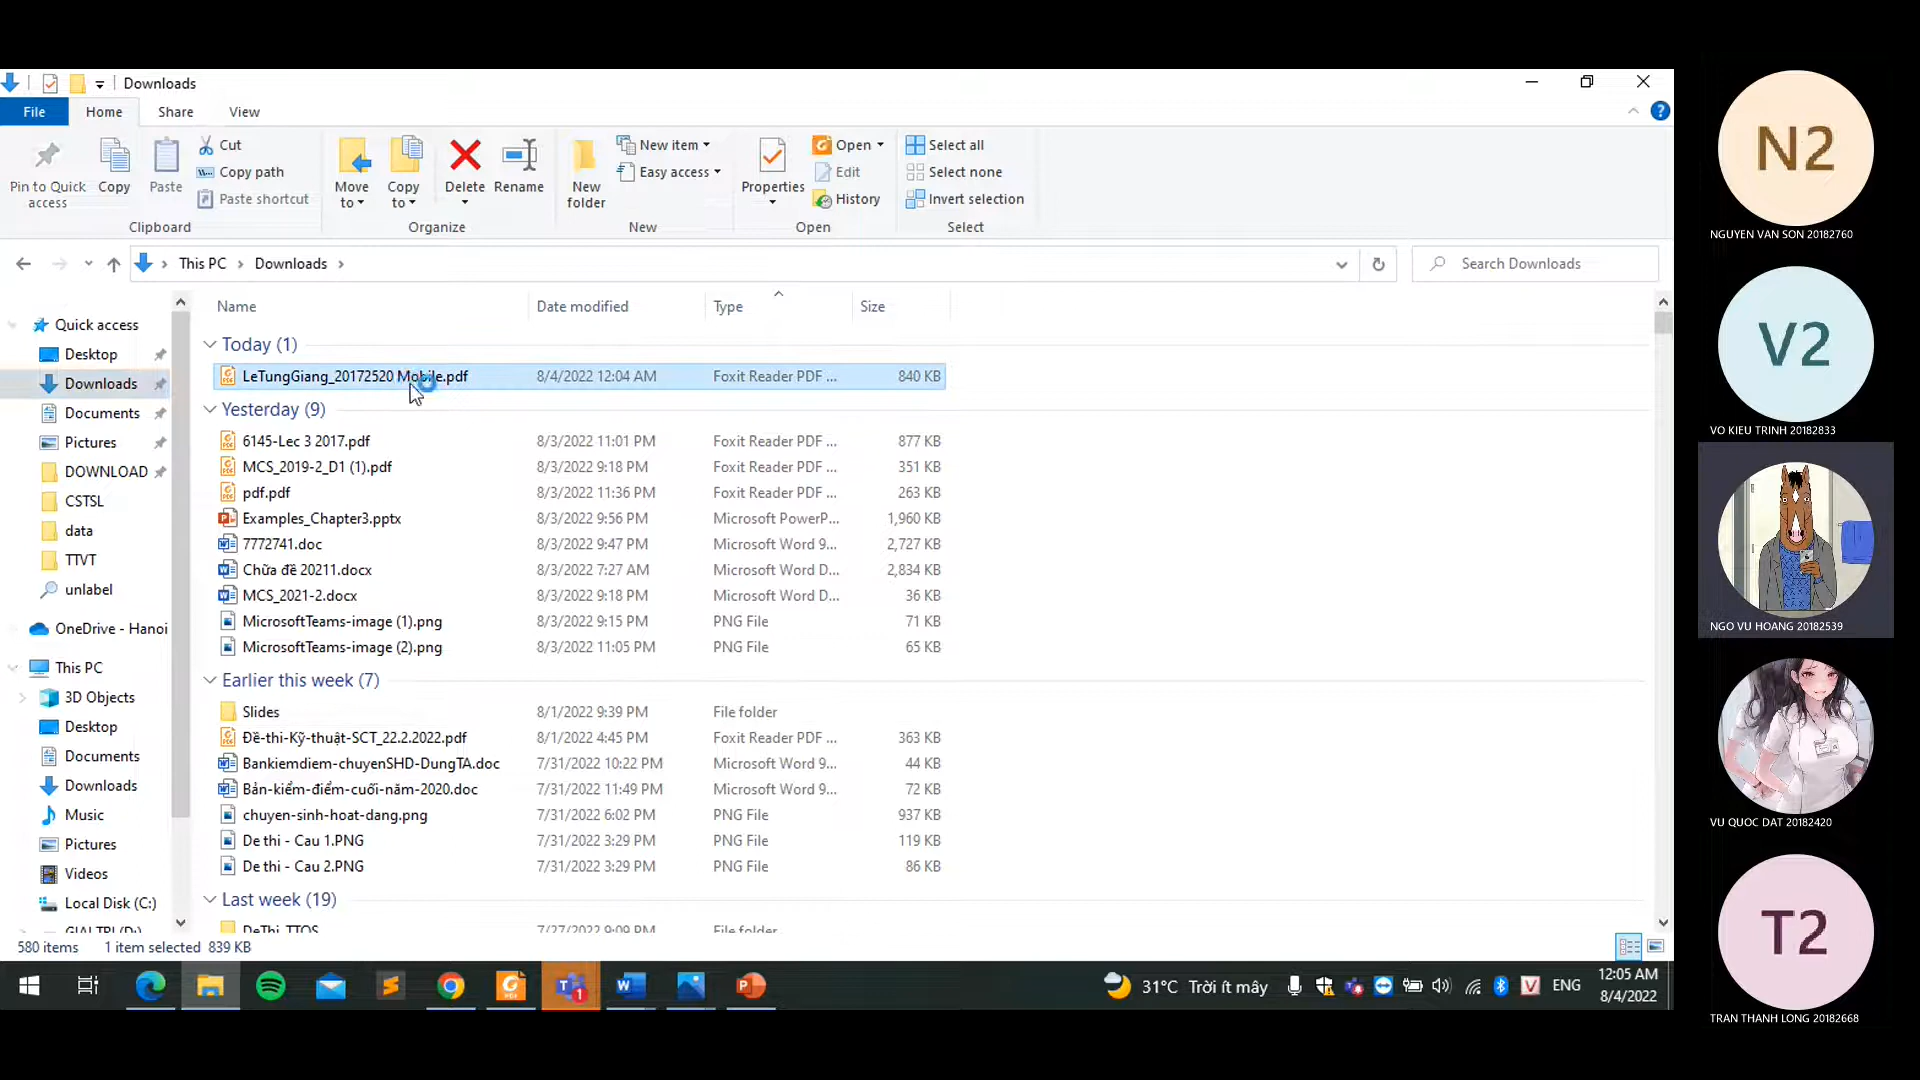 Downloads
File Home Share View
Pin to Quick access
Copy
Paste
Cut
Copy path
Paste shortcut
Clipboard
Move to
Copy to
Delete
Rename
Organize
New folder
New item
Easy access
New
Properties
Open
Edit
History
Open
Select all
Select none
Invert selection
Select
This PC > Downloads >
Search Downloads
Quick access
Desktop
Downloads
Documents
Pictures
DOWNLOAD
CSTSL
data
TTVT
unlabel
OneDrive - Hanoi
This PC
3D Objects
Desktop
Documents
Downloads
Music
Pictures
Videos
Local Disk (C:)
GIAI TRI (D:)
Name Date modified Type Size
Today (1)
LeTungGiang_20172520 Mobile.pdf 8/4/2022 12:04 AM Foxit Reader PDF ... 840 KB
Yesterday (9)
6145-Lec 3 2017.pdf 8/3/2022 11:01 PM Foxit Reader PDF ... 877 KB
MCS_2019-2_D1 (1).pdf 8/3/2022 9:18 PM Foxit Reader PDF ... 351 KB
pdf.pdf 8/3/2022 11:36 PM Foxit Reader PDF ... 263 KB
Examples_Chapter3.pptx 8/3/2022 9:56 PM Microsoft PowerP... 1,960 KB
7772741.doc 8/3/2022 9:47 PM Microsoft Word 9... 2,727 KB
Chữa đề 20211.docx 8/3/2022 7:27 AM Microsoft Word D... 2,834 KB
MCS_2021-2.docx 8/3/2022 9:18 PM Microsoft Word D... 36 KB
MicrosoftTeams-image (1).png 8/3/2022 9:15 PM PNG File 71 KB
MicrosoftTeams-image (2).png 8/3/2022 11:05 PM PNG File 65 KB
Earlier this week (7)
Slides 8/1/2022 9:39 PM File folder
Đề-thi-Kỹ-thuật-SCT_22.2.2022.pdf 8/1/2022 4:45 PM Foxit Reader PDF ... 363 KB
Bankiemdiem-chuyenSHD-DungTA.doc 7/31/2022 10:22 PM Microsoft Word 9... 44 KB
Bản-kiểm-điểm-cuối-năm-2020.doc 7/31/2022 11:49 PM Microsoft Word 9... 72 KB
chuyen-sinh-hoat-dang.png 7/31/2022 6:02 PM PNG File 937 KB
De thi - Cau 1.PNG 7/31/2022 3:29 PM PNG File 119 KB
De thi - Cau 2.PNG 7/31/2022 3:29 PM PNG File 86 KB
Last week (19)
DeThi_TTOS 7/27/2022 9:09 PM File folder
580 items 1 item selected 839 KB
31°C Trời ít mây
ENG
12:05 AM
8/4/2022
N2
NGUYEN VAN SON 20182760
V2
VO KIEU TRINH 20182833
NGO VU HOANG 20182539
VU QUOC DAT 20182420
T2
TRAN THANH LONG 20182668